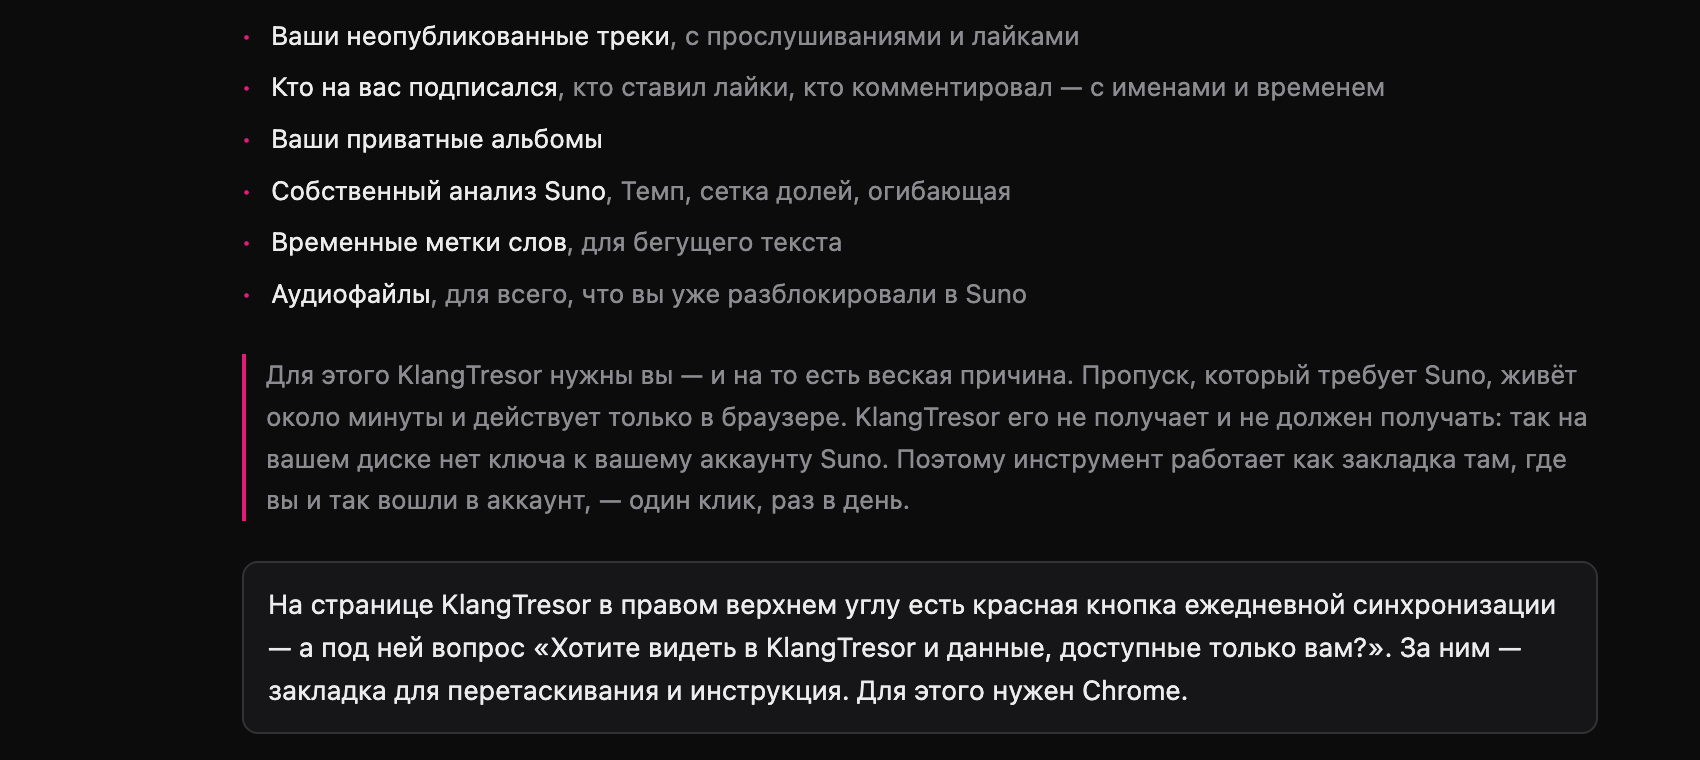 • Ваши неопубликованные треки, с прослушиваниями и лайками
• Кто на вас подписался, кто ставил лайки, кто комментировал — с именами и временем
• Ваши приватные альбомы
• Собственный анализ Suno, Темп, сетка долей, огибающая
• Временные метки слов, для бегущего текста
• Аудиофайлы, для всего, что вы уже разблокировали в Suno
Для этого KlangTresor нужны вы — и на то есть веская причина. Пропуск, который требует Suno, живёт
около минуты и действует только в браузере. KlangTresor его не получает и не должен получать: так на
вашем диске нет ключа к вашему аккаунту Suno. Поэтому инструмент работает как закладка там, где
вы и так вошли в аккаунт, — один клик, раз в день.
На странице KlangTresor в правом верхнем углу есть красная кнопка ежедневной синхронизации
— а под ней вопрос «Хотите видеть в KlangTresor и данные, доступные только вам?». За ним —
закладка для перетаскивания и инструкция. Для этого нужен Chrome.